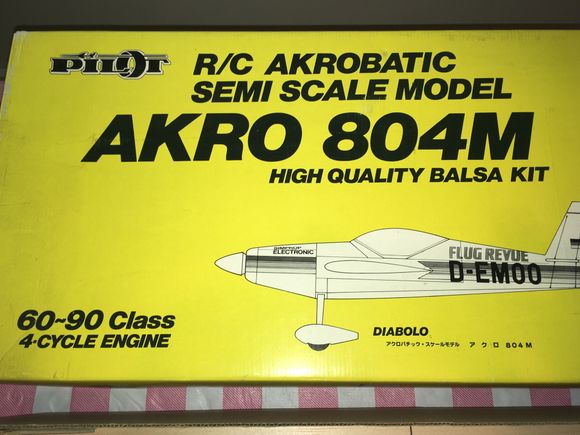 PILOT
R/C AKROBATIC
SEMI SCALE MODEL
AKRO 804M
HIGH QUALITY BALSA KIT
ELECTRONIC
FLUG REVUE
D-EMOO
60~90 Class
4-CYCLE ENGINE
DIABOLO
アクロバチック・スケールモデル アクロ 804M